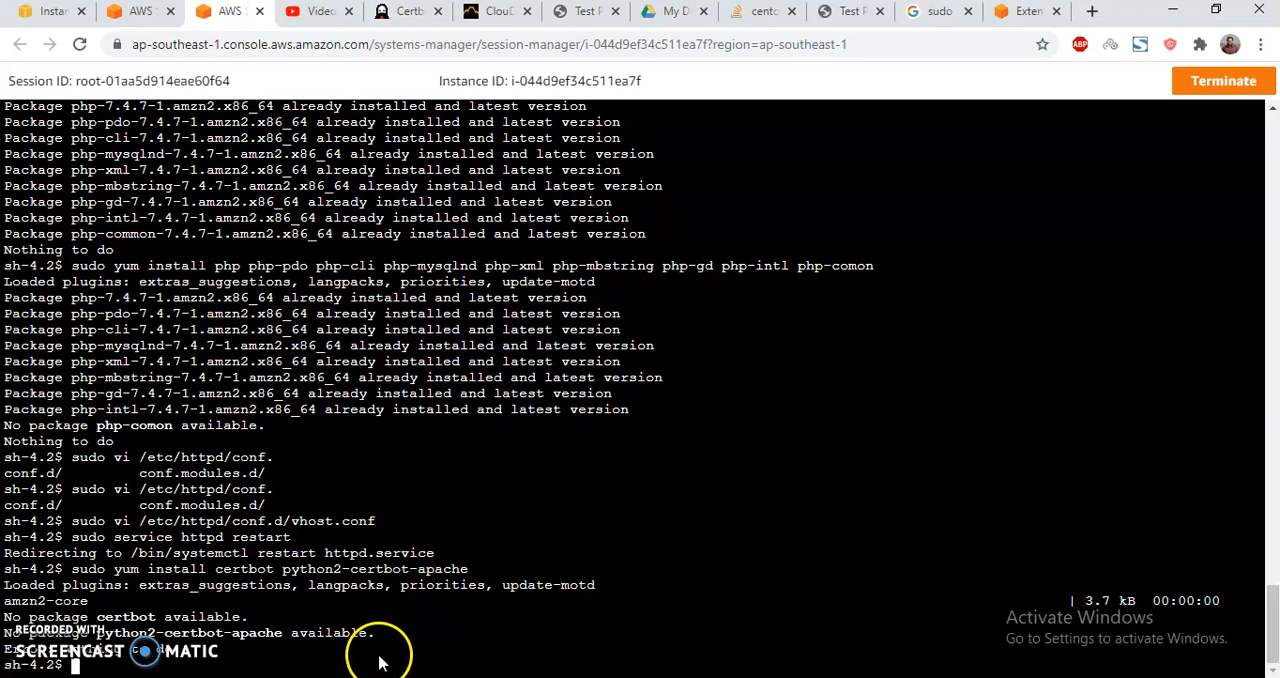 Instar
AWS
AWS S
Video
Certb
ClouD
Test P
My D
cento
Test P
sudo
Exten
ap-southeast-1.console.aws.amazon.com/systems-manager/session-manager/i-044d9ef34c511ea7f?region=ap-southeast-1
ABP
Session ID: root-01aa5d914eae60f64
Instance ID: i-044d9ef34c511ea7f
Terminate
Package php-7.4.7-1.amzn2.x86_64 already installed and latest version
Package php-pdo-7.4.7-1.amzn2.x86_64 already installed and latest version
Package php-cli-7.4.7-1.amzn2.x86_64 already installed and latest version
Package php-mysqlnd-7.4.7-1.amzn2.x86_64 already installed and latest version
Package php-xml-7.4.7-1.amzn2.x86_64 already installed and latest version
Package php-mbstring-7.4.7-1.amzn2.x86_64 already installed and latest version
Package php-gd-7.4.7-1.amzn2.x86_64 already installed and latest version
Package php-intl-7.4.7-1.amzn2.x86_64 already installed and latest version
Package php-common-7.4.7-1.amzn2.x86_64 already installed and latest version
Nothing to do
sh-4.2$ sudo yum install php php-pdo php-cli php-mysqlnd php-xml php-mbstring php-gd php-intl php-comon
Loaded plugins: extras_suggestions, langpacks, priorities, update-motd
Package php-7.4.7-1.amzn2.x86_64 already installed and latest version
Package php-pdo-7.4.7-1.amzn2.x86_64 already installed and latest version
Package php-cli-7.4.7-1.amzn2.x86_64 already installed and latest version
Package php-mysqlnd-7.4.7-1.amzn2.x86_64 already installed and latest version
Package php-xml-7.4.7-1.amzn2.x86_64 already installed and latest version
Package php-mbstring-7.4.7-1.amzn2.x86_64 already installed and latest version
Package php-gd-7.4.7-1.amzn2.x86_64 already installed and latest version
Package php-intl-7.4.7-1.amzn2.x86_64 already installed and latest version
No package php-comon available.
Nothing to do
sh-4.2$ sudo vi /etc/httpd/conf.
conf.d/ conf.modules.d/
sh-4.2$ sudo vi /etc/httpd/conf.
conf.d/ conf.modules.d/
sh-4.2$ sudo vi /etc/httpd/conf.d/vhost.conf
sh-4.2$ sudo service httpd restart
Redirecting to /bin/systemctl restart httpd.service
sh-4.2$ sudo yum install certbot python2-certbot-apache
Loaded plugins: extras_suggestions, langpacks, priorities, update-motd
amzn2-core | 3.7 kB 00:00:00
No package certbot available.
No package python2-certbot-apache available.
sh-4.2$
RECORDED WITH
SCREENCAST MATIC
Activate Windows
Go to Settings to activate Windows.